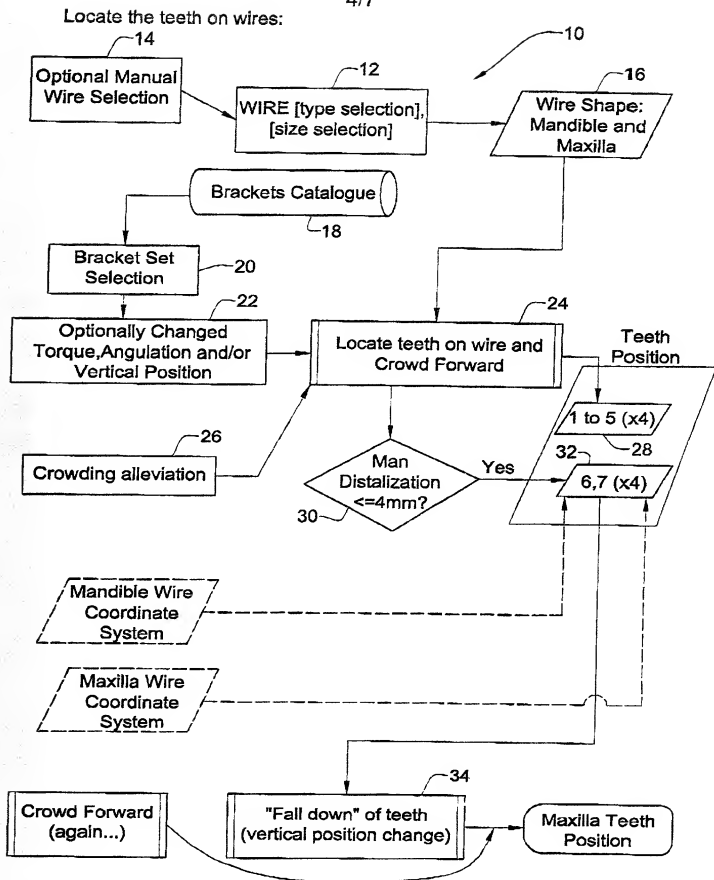 4/7
Locate the teeth on wires:
14
10
Optional Manual
Wire Selection
12
WIRE [type selection],
[size selection]
16
Wire Shape:
Mandible and
Maxilla
Brackets Catalogue
18
Bracket Set
Selection
20
22
Optionally Changed
Torque,Angulation and/or
Vertical Position
24
Locate teeth on wire and
Crowd Forward
Teeth
Position
1 to 5 (x4)
28
26
Crowding alleviation
Man
Distalization
<=4mm?
30
Yes
32
6,7 (x4)
Mandible Wire
Coordinate
System
Maxilla Wire
Coordinate
System
34
Crowd Forward
(again...)
"Fall down" of teeth
(vertical position change)
Maxilla Teeth
Position